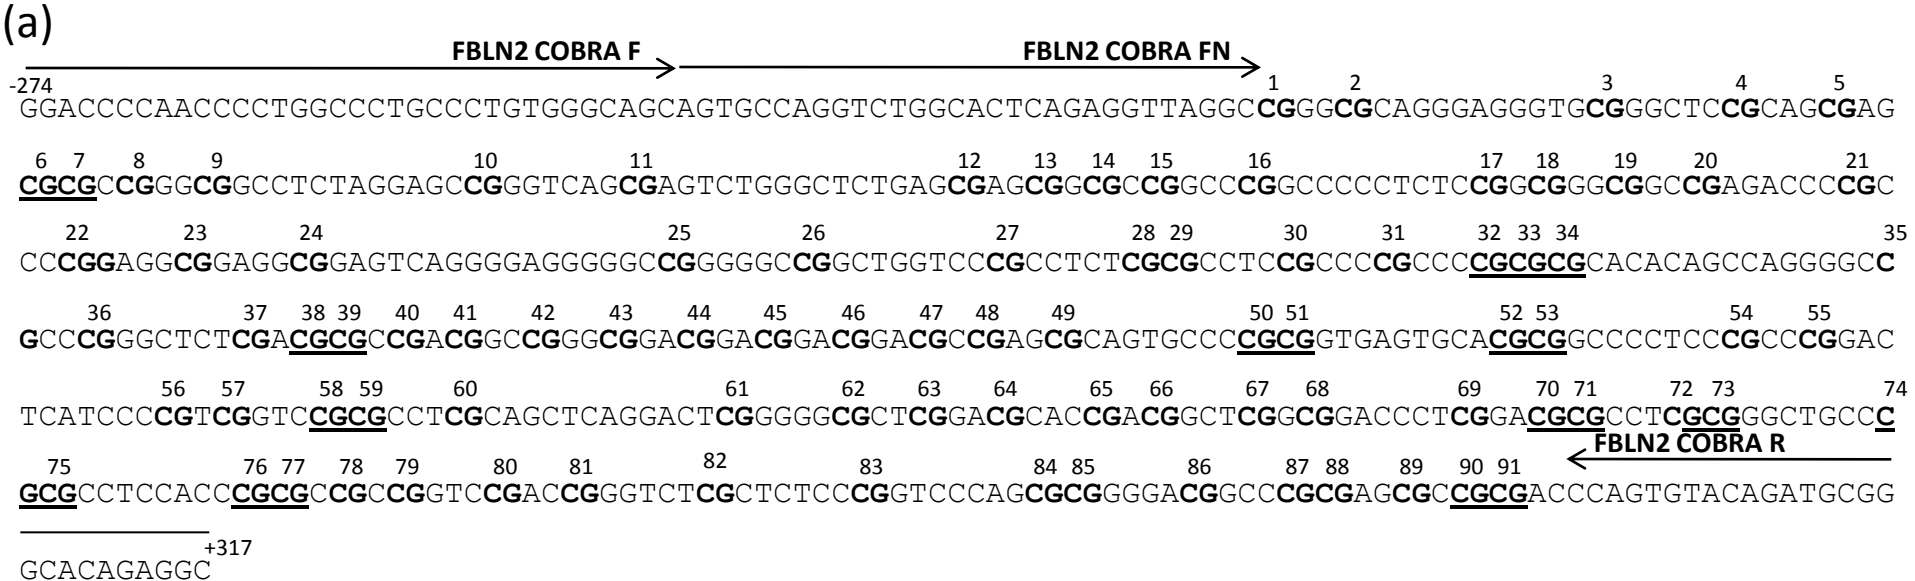 (a)
FBLN2 COBRA F FBLN2 COBRA FN
-274 1 2 3 4 5
GGACCCCAACCCCTGGCCCTGCCCTGTGGGCAGCAGTGCCAGGTCTGGCACTCAGAGGTTAGGCCGGGCGCAGGGAGGGTGCGGGCTCCGCAGCGAG
6 7 8 9 10 11 12 13 14 15 16 17 18 19 20 21
CGCGCCGGGCGGCCTCTAGGAGCCGGGTCAGCGAGTCTGGGCTCTGAGCGAGCGGCGCCGGCCCGGCCCCCTCTCCGGCGGGCGGCCGAGACCCCGC
22 23 24 25 26 27 28 29 30 31 32 33 34 35
CCCGGAGGCGGAGGCGGAGTCAGGGGAGGGGGCCGGGGGCCGGCTGGTCCCGCCTCTCGCGCCTCCGCCCCGCCCCGCGCGCACACAGCCAGGGGCC
36 37 38 39 40 41 42 43 44 45 46 47 48 49 50 51 52 53 54 55
GCCCGGGCTCTCGACGCGCCGACGGCCGGGCGGACGGACGGACGGACGCCGAGCGCAGTGCCCCGCGGTGAGTGCACGCGGCCCCTCCCGCCCGGAC
56 57 58 59 60 61 62 63 64 65 66 67 68 69 70 71 72 73 74
TCATCCCCGTCGGTCCGCGCCTCGCAGCTCAGGACTCGGGGGCGCTCGGACGCACCGACGGCTCGGCGGACCCTCGGACGCGCCTCGCGGGCTGCCC
FBLN2 COBRA R
75 76 77 78 79 80 81 82 83 84 85 86 87 88 89 90 91
GCGCCTCCACCCGCGCCGCCGGTCCGACCGGGTCTCGCTCTCCCGGTCCCAGCGCGGGGACGGCCCGCGAGCGCCGCGACCCAGTGTACAGATGCGG
+317
GCACAGAGGC